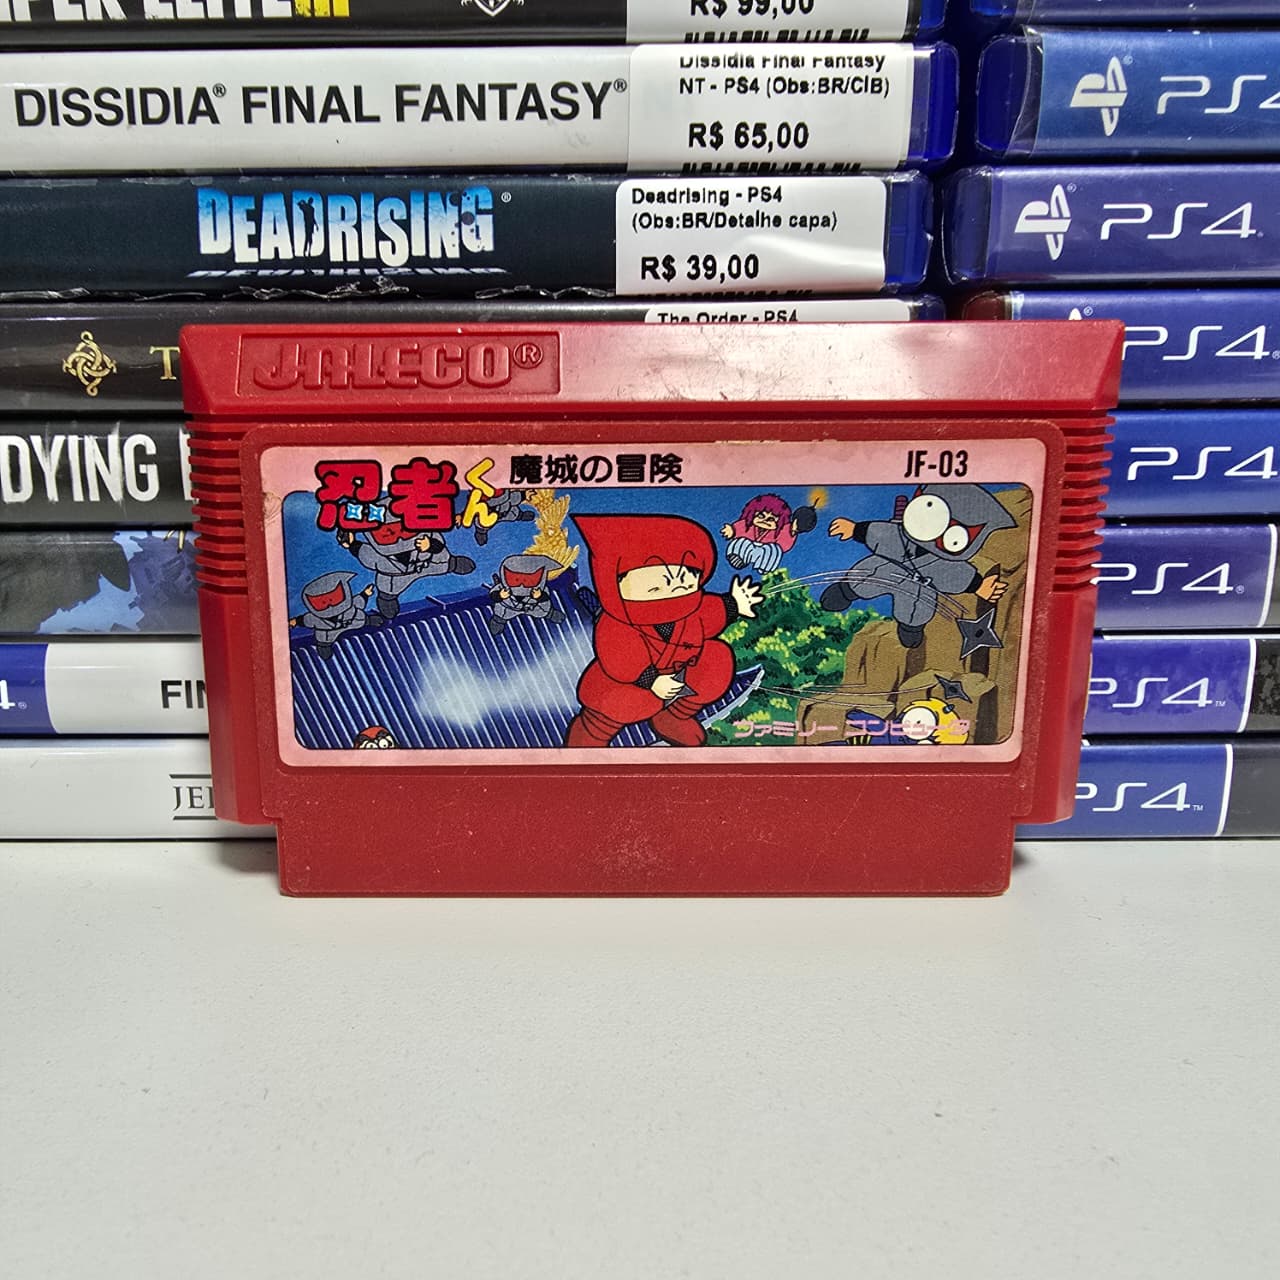 R$ 99,00
DISSIDIA® FINAL FANTASY®
Dissidia Final Fantasy
NT - PS4 (Obs:BR/CIB)
R$ 65,00
PS4
DEADRISING®
Deadrising - PS4
(Obs:BR/Detalhe capa)
R$ 39,00
PS4
The Order - PS4
PS4
JALECO®
DYING
PS4
忍者くん 魔城の冒険
JF-03
PS4
ファミリー コンピュータ
FIN
PS4
PS4